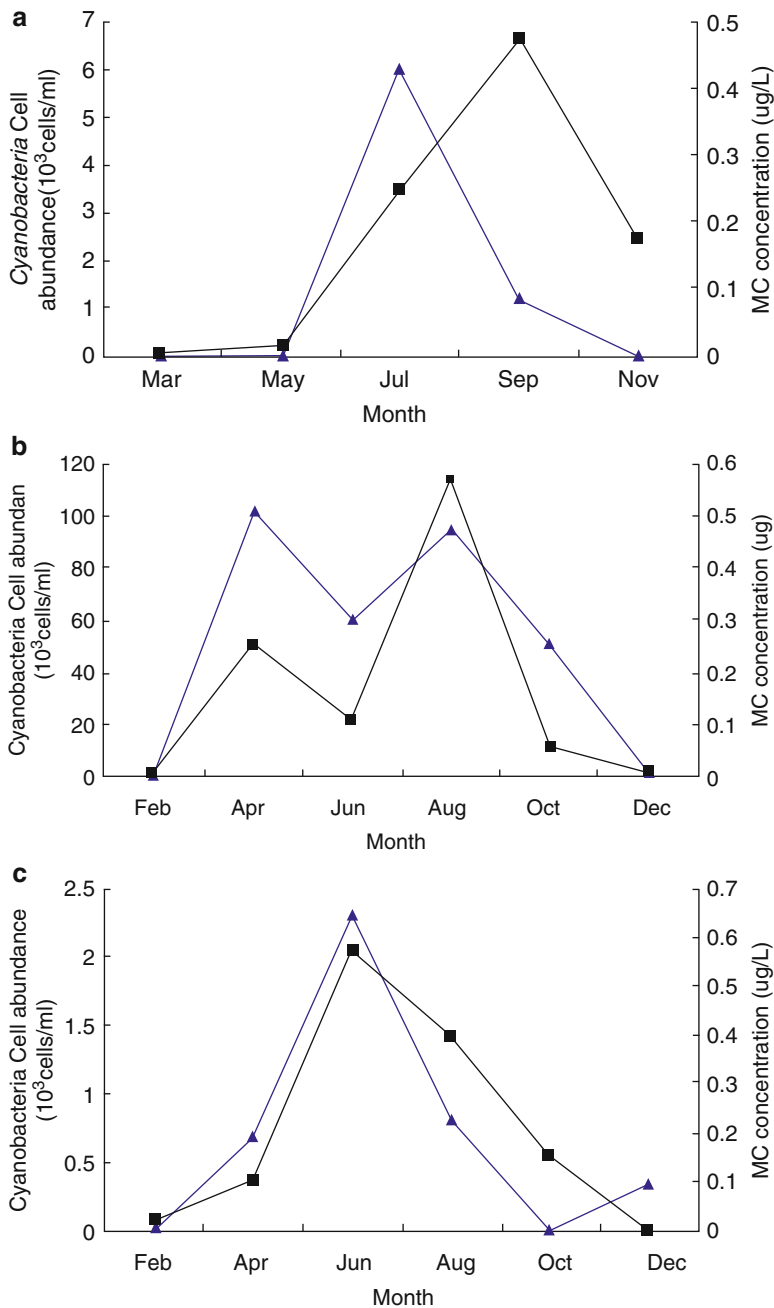 a
7
6
5
4
3
2
1
0
Cyanobacteria Cell
abundance(10³cells/ml)
0.5
0.4
0.3
0.2
0.1
0
MC concentration (ug/L)
Mar May Jul Sep Nov
Month
b
120
100
80
60
40
20
0
Cyanobacteria Cell abundan
(10³cells/ml)
0.6
0.5
0.4
0.3
0.2
0.1
0
MC concentration (ug)
Feb Apr Jun Aug Oct Dec
Month
c
2.5
2
1.5
1
0.5
0
Cyanobacteria Cell abundance
(10³cells/ml)
0.7
0.6
0.5
0.4
0.3
0.2
0.1
0
MC concentration (ug/L)
Feb Apr Jun Aug Oct Dec
Month